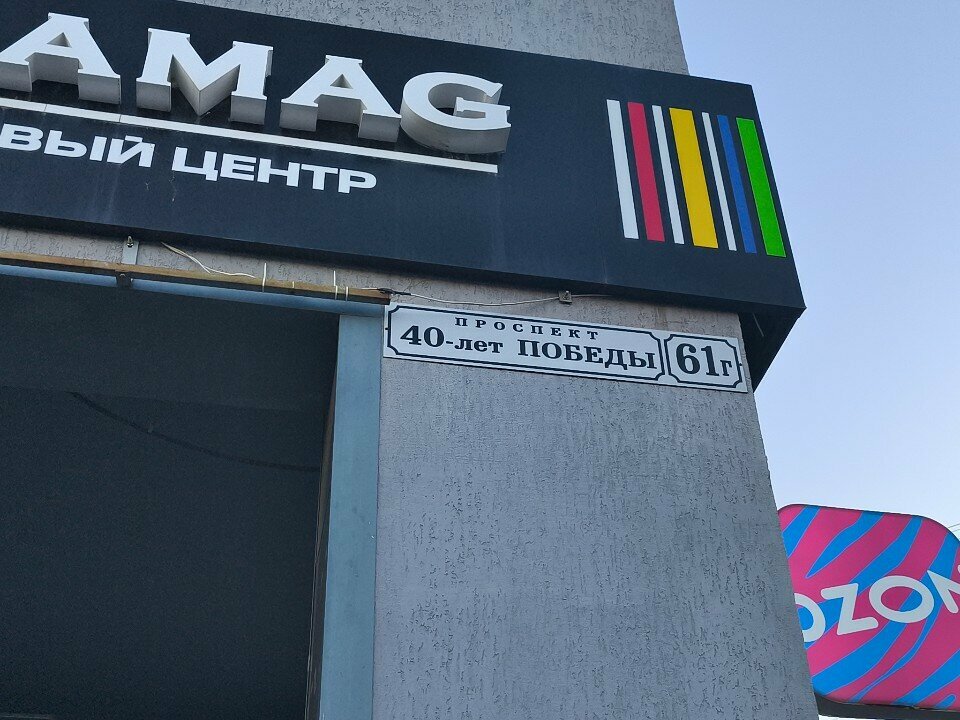 AMAG
ВЫЙ ЦЕНТР
ПРОСПЕКТ
40-лет ПОБЕДЫ 61г
OZON